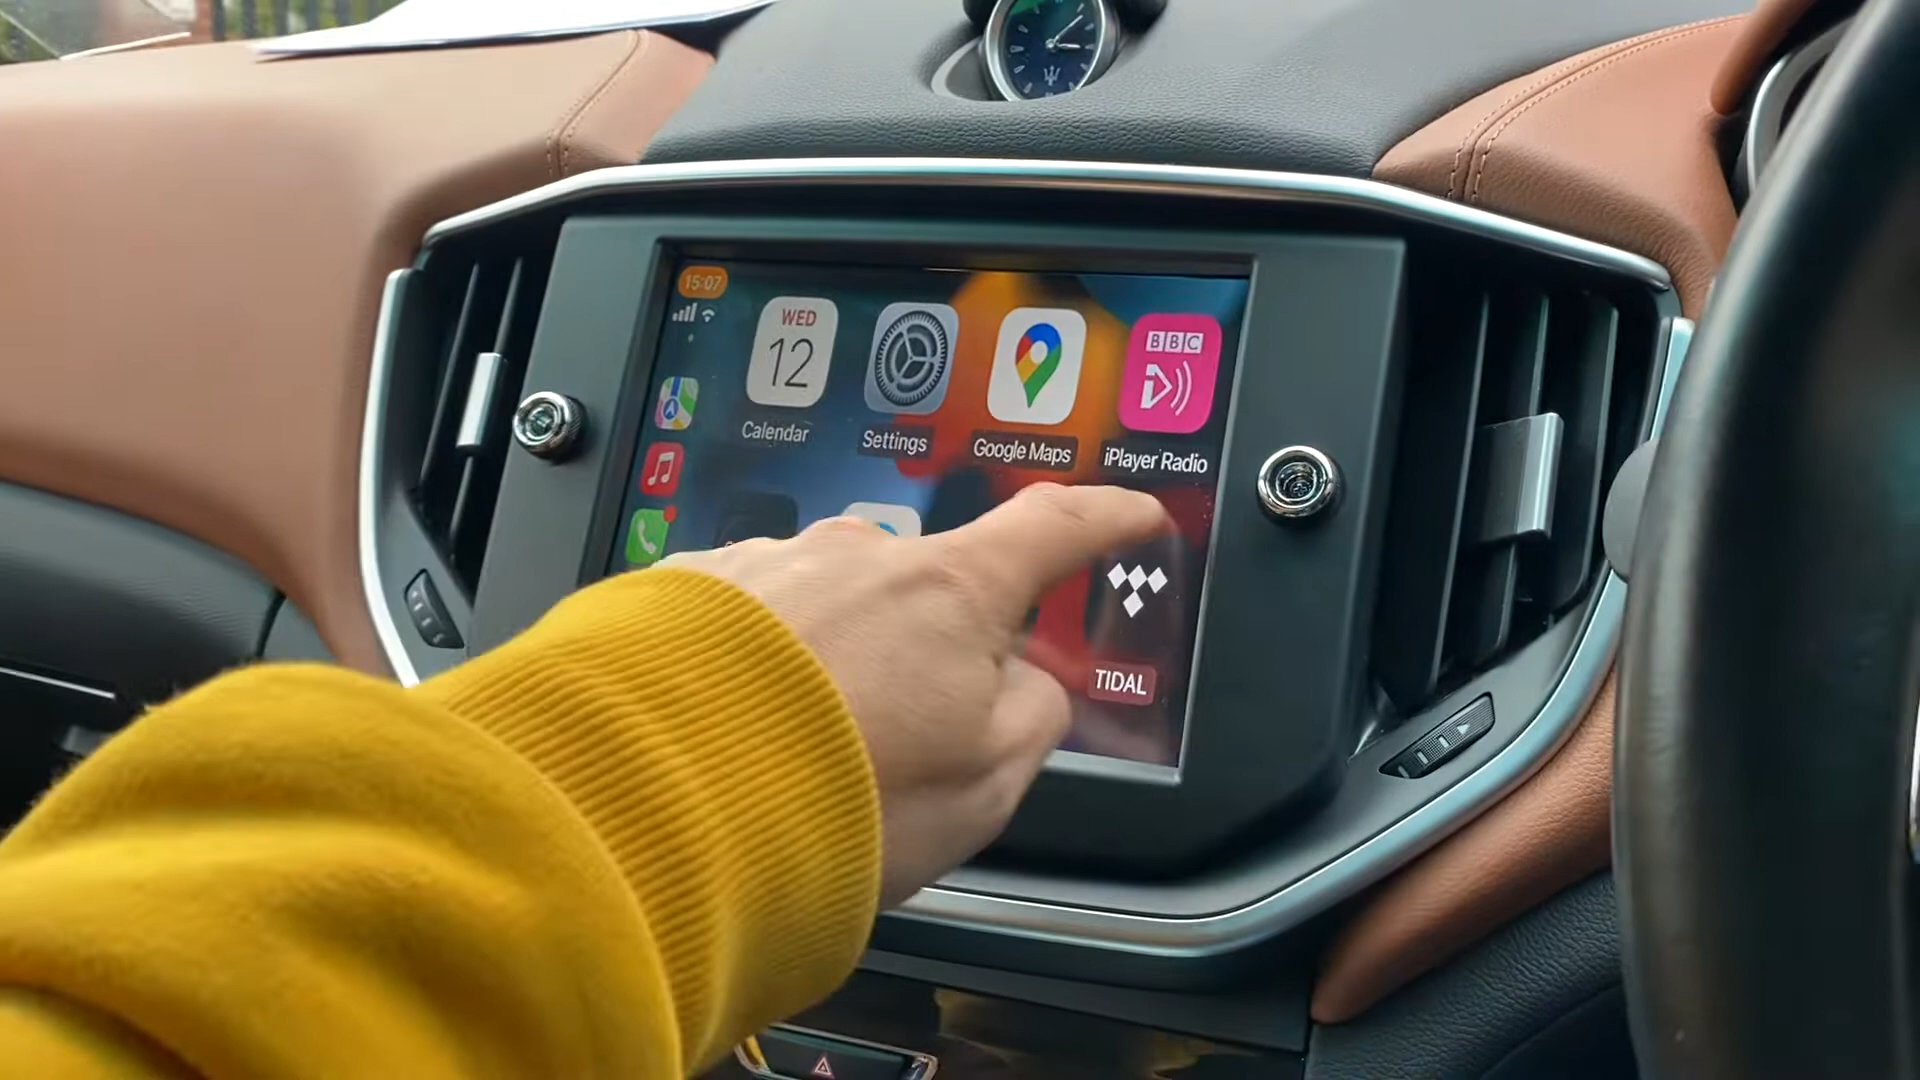 15:07
WED
12
Calendar
Settings
Google Maps
BBC
iPlayer Radio
TIDAL